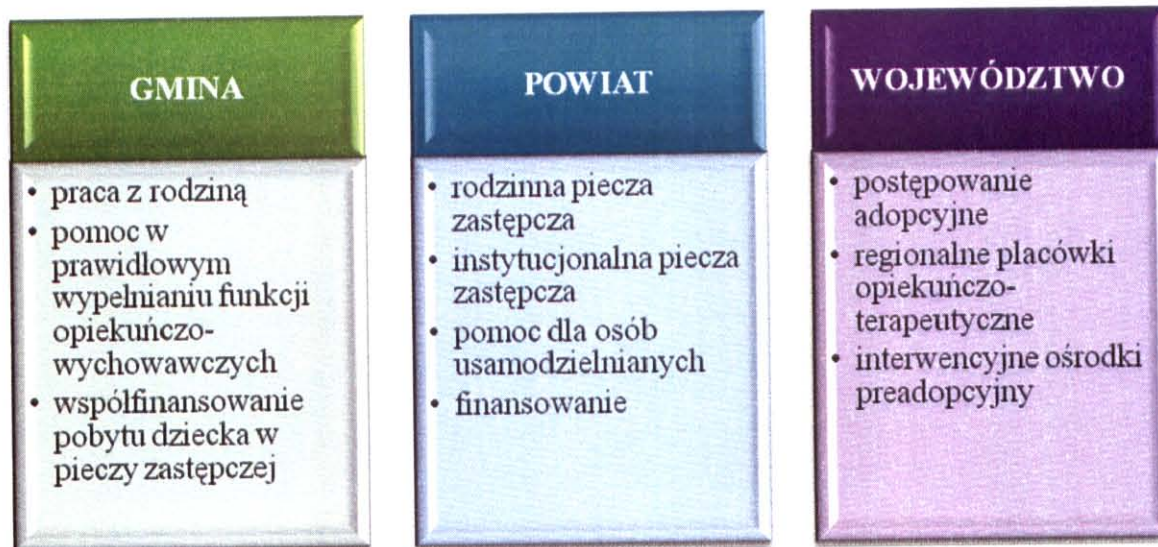 GMINA
• praca z rodziną
• pomoc w
prawidłowym
wypełnianiu funkcji
opiekuńczo-
wychowawczych
• współfinansowanie
pobytu dziecka w
pieczy zastępczej
POWIAT
• rodzinna piecza
zastępcza
• instytucjonalna piecza
zastępcza
• pomoc dla osób
usamodzielnianych
• finansowanie
WOJEWÓDZTWO
• postępowanie
adopcyjne
• regionalne placówki
opiekuńczo-
terapeutyczne
• interwencyjne ośrodki
preadopcyjny